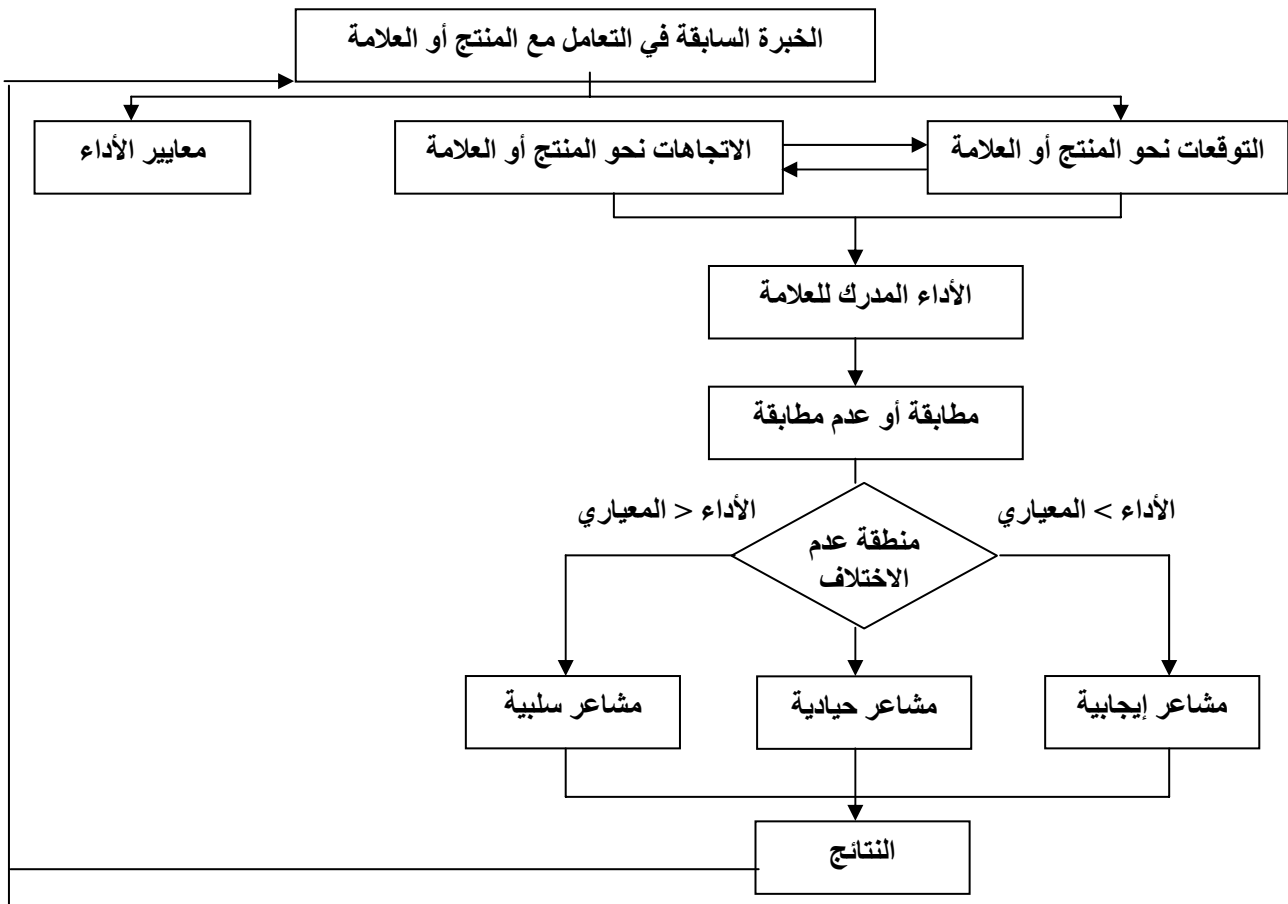 الخبرة السابقة في التعامل مع المنتج أو العلامة
التوقعات نحو المنتج أو العلامة
الاتجاهات نحو المنتج أو العلامة
معايير الأداء
الأداء المدرك للعلامة
مطابقة أو عدم مطابقة
الأداء > المعياري
الأداء < المعياري
منطقة عدم
الاختلاف
مشاعر إيجابية
مشاعر حيادية
مشاعر سلبية
النتائج